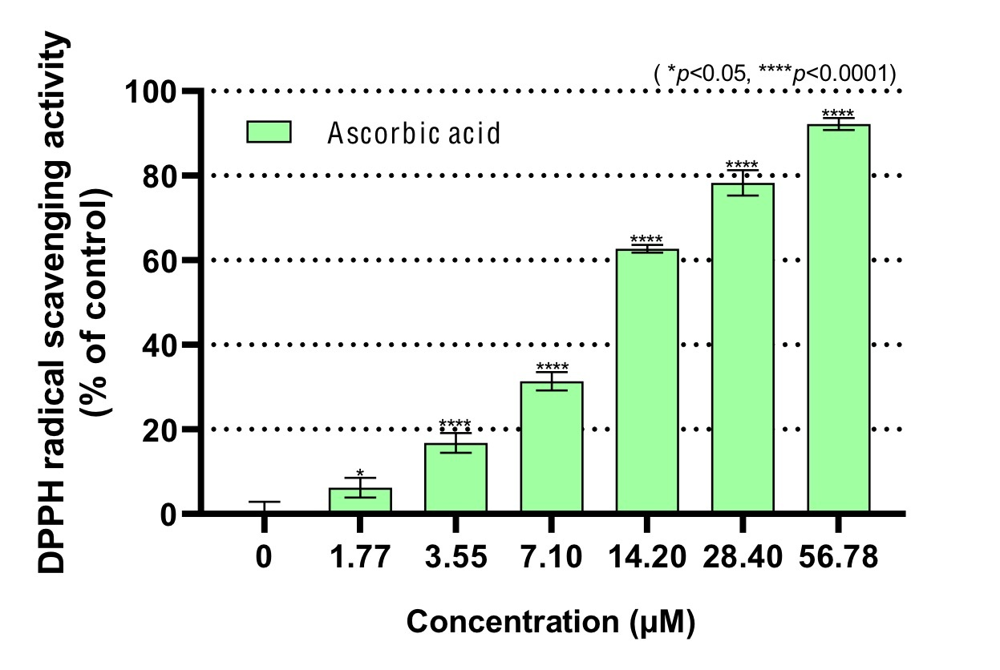 DPPH radical scavenging activity
(% of control)
( *p<0.05, ****p<0.0001)
100
80
60
40
20
0
Ascorbic acid
*
****
****
****
****
****
0 1.77 3.55 7.10 14.20 28.40 56.78
Concentration (μM)